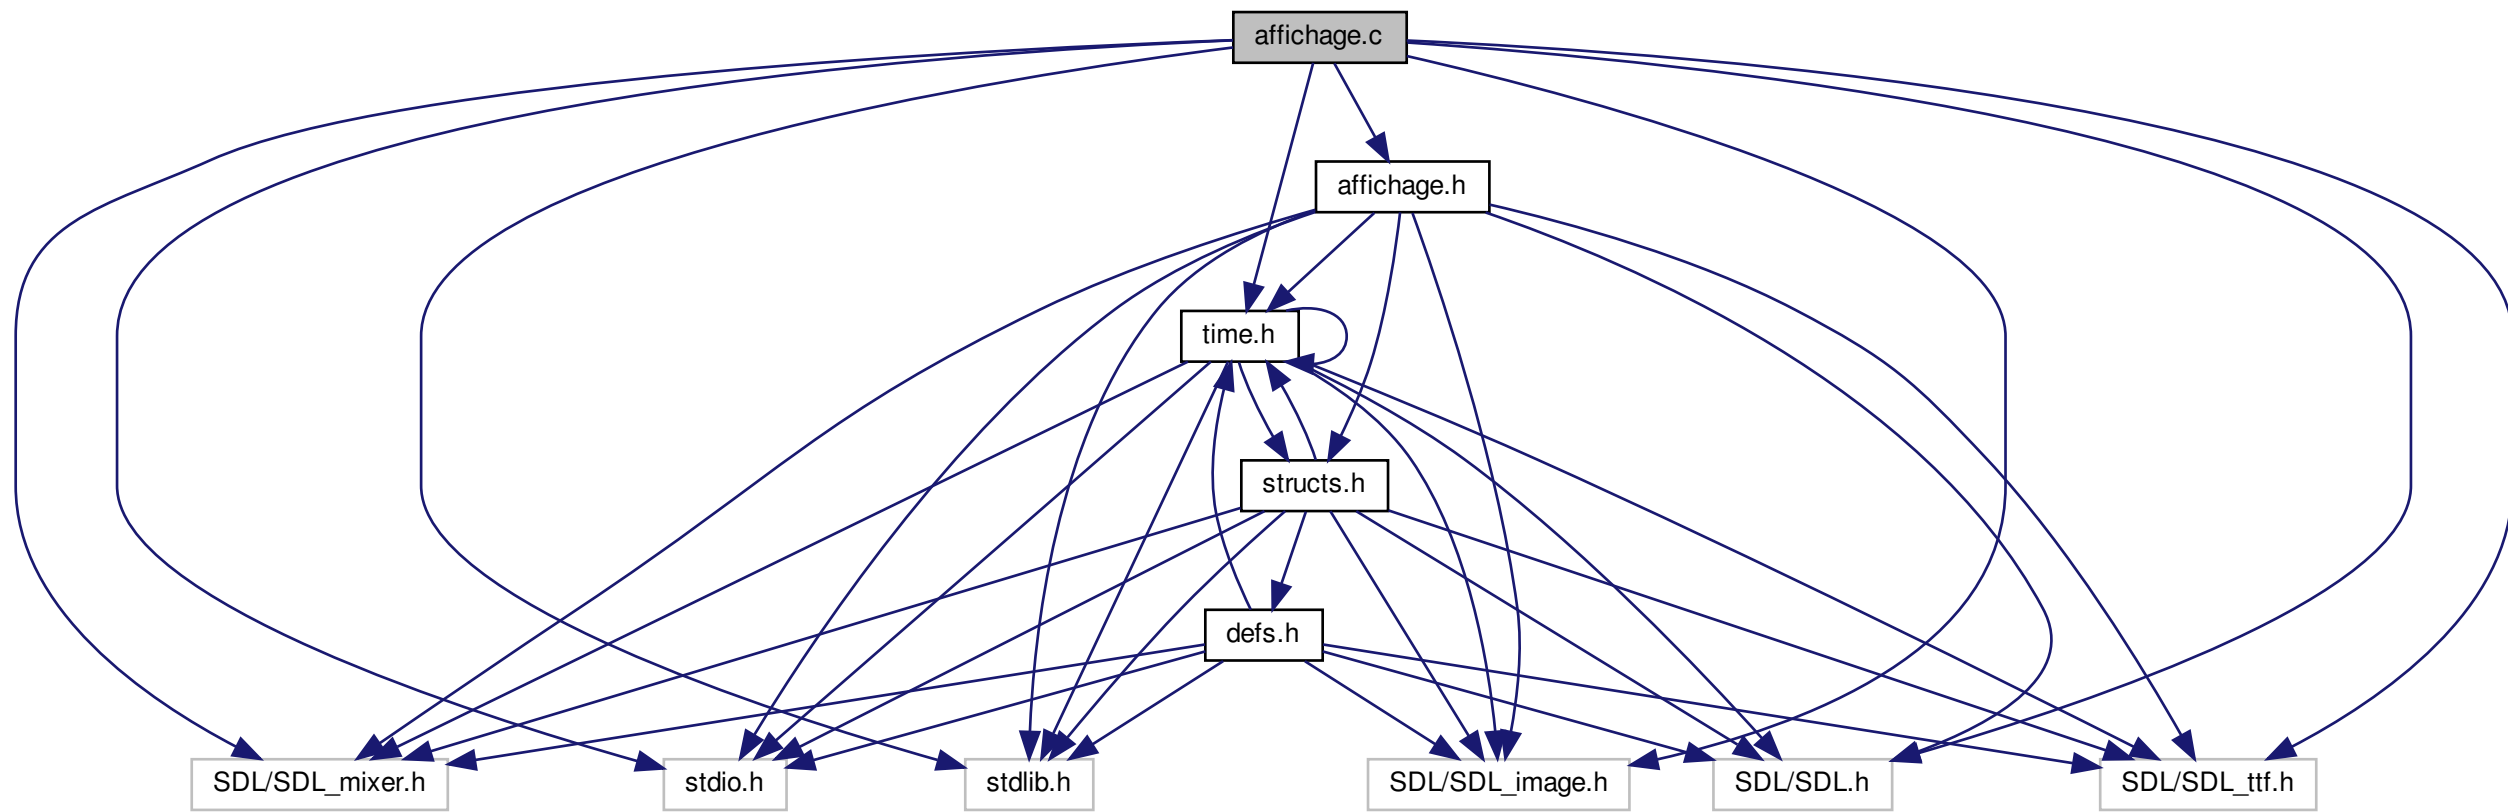 affichage.c
affichage.h
time.h
structs.h
defs.h
SDL/SDL_mixer.h
stdio.h
stdlib.h
SDL/SDL_image.h
SDL/SDL.h
SDL/SDL_ttf.h